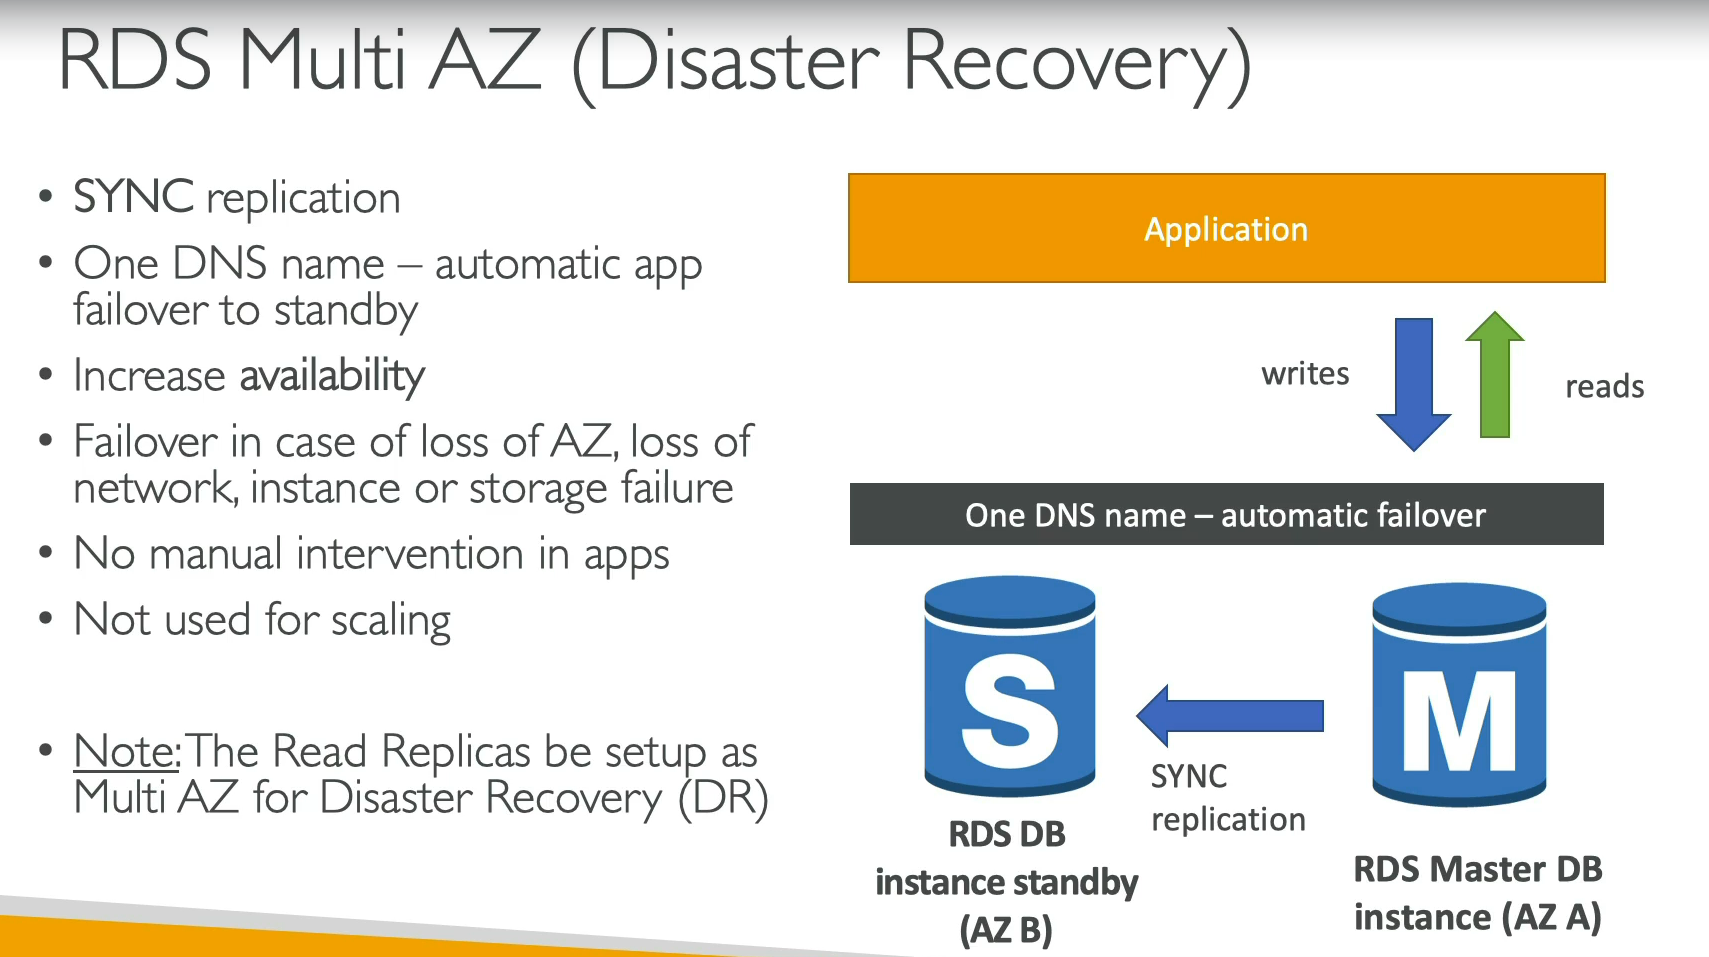 RDS Multi AZ (Disaster Recovery)
• SYNC replication
• One DNS name – automatic app
failover to standby
• Increase availability
• Failover in case of loss of AZ, loss of
network, instance or storage failure
• No manual intervention in apps
• Not used for scaling
• Note: The Read Replicas be setup as
Multi AZ for Disaster Recovery (DR)
Application
writes
reads
One DNS name – automatic failover
S
M
SYNC
replication
RDS DB
instance standby
(AZ B)
RDS Master DB
instance (AZ A)